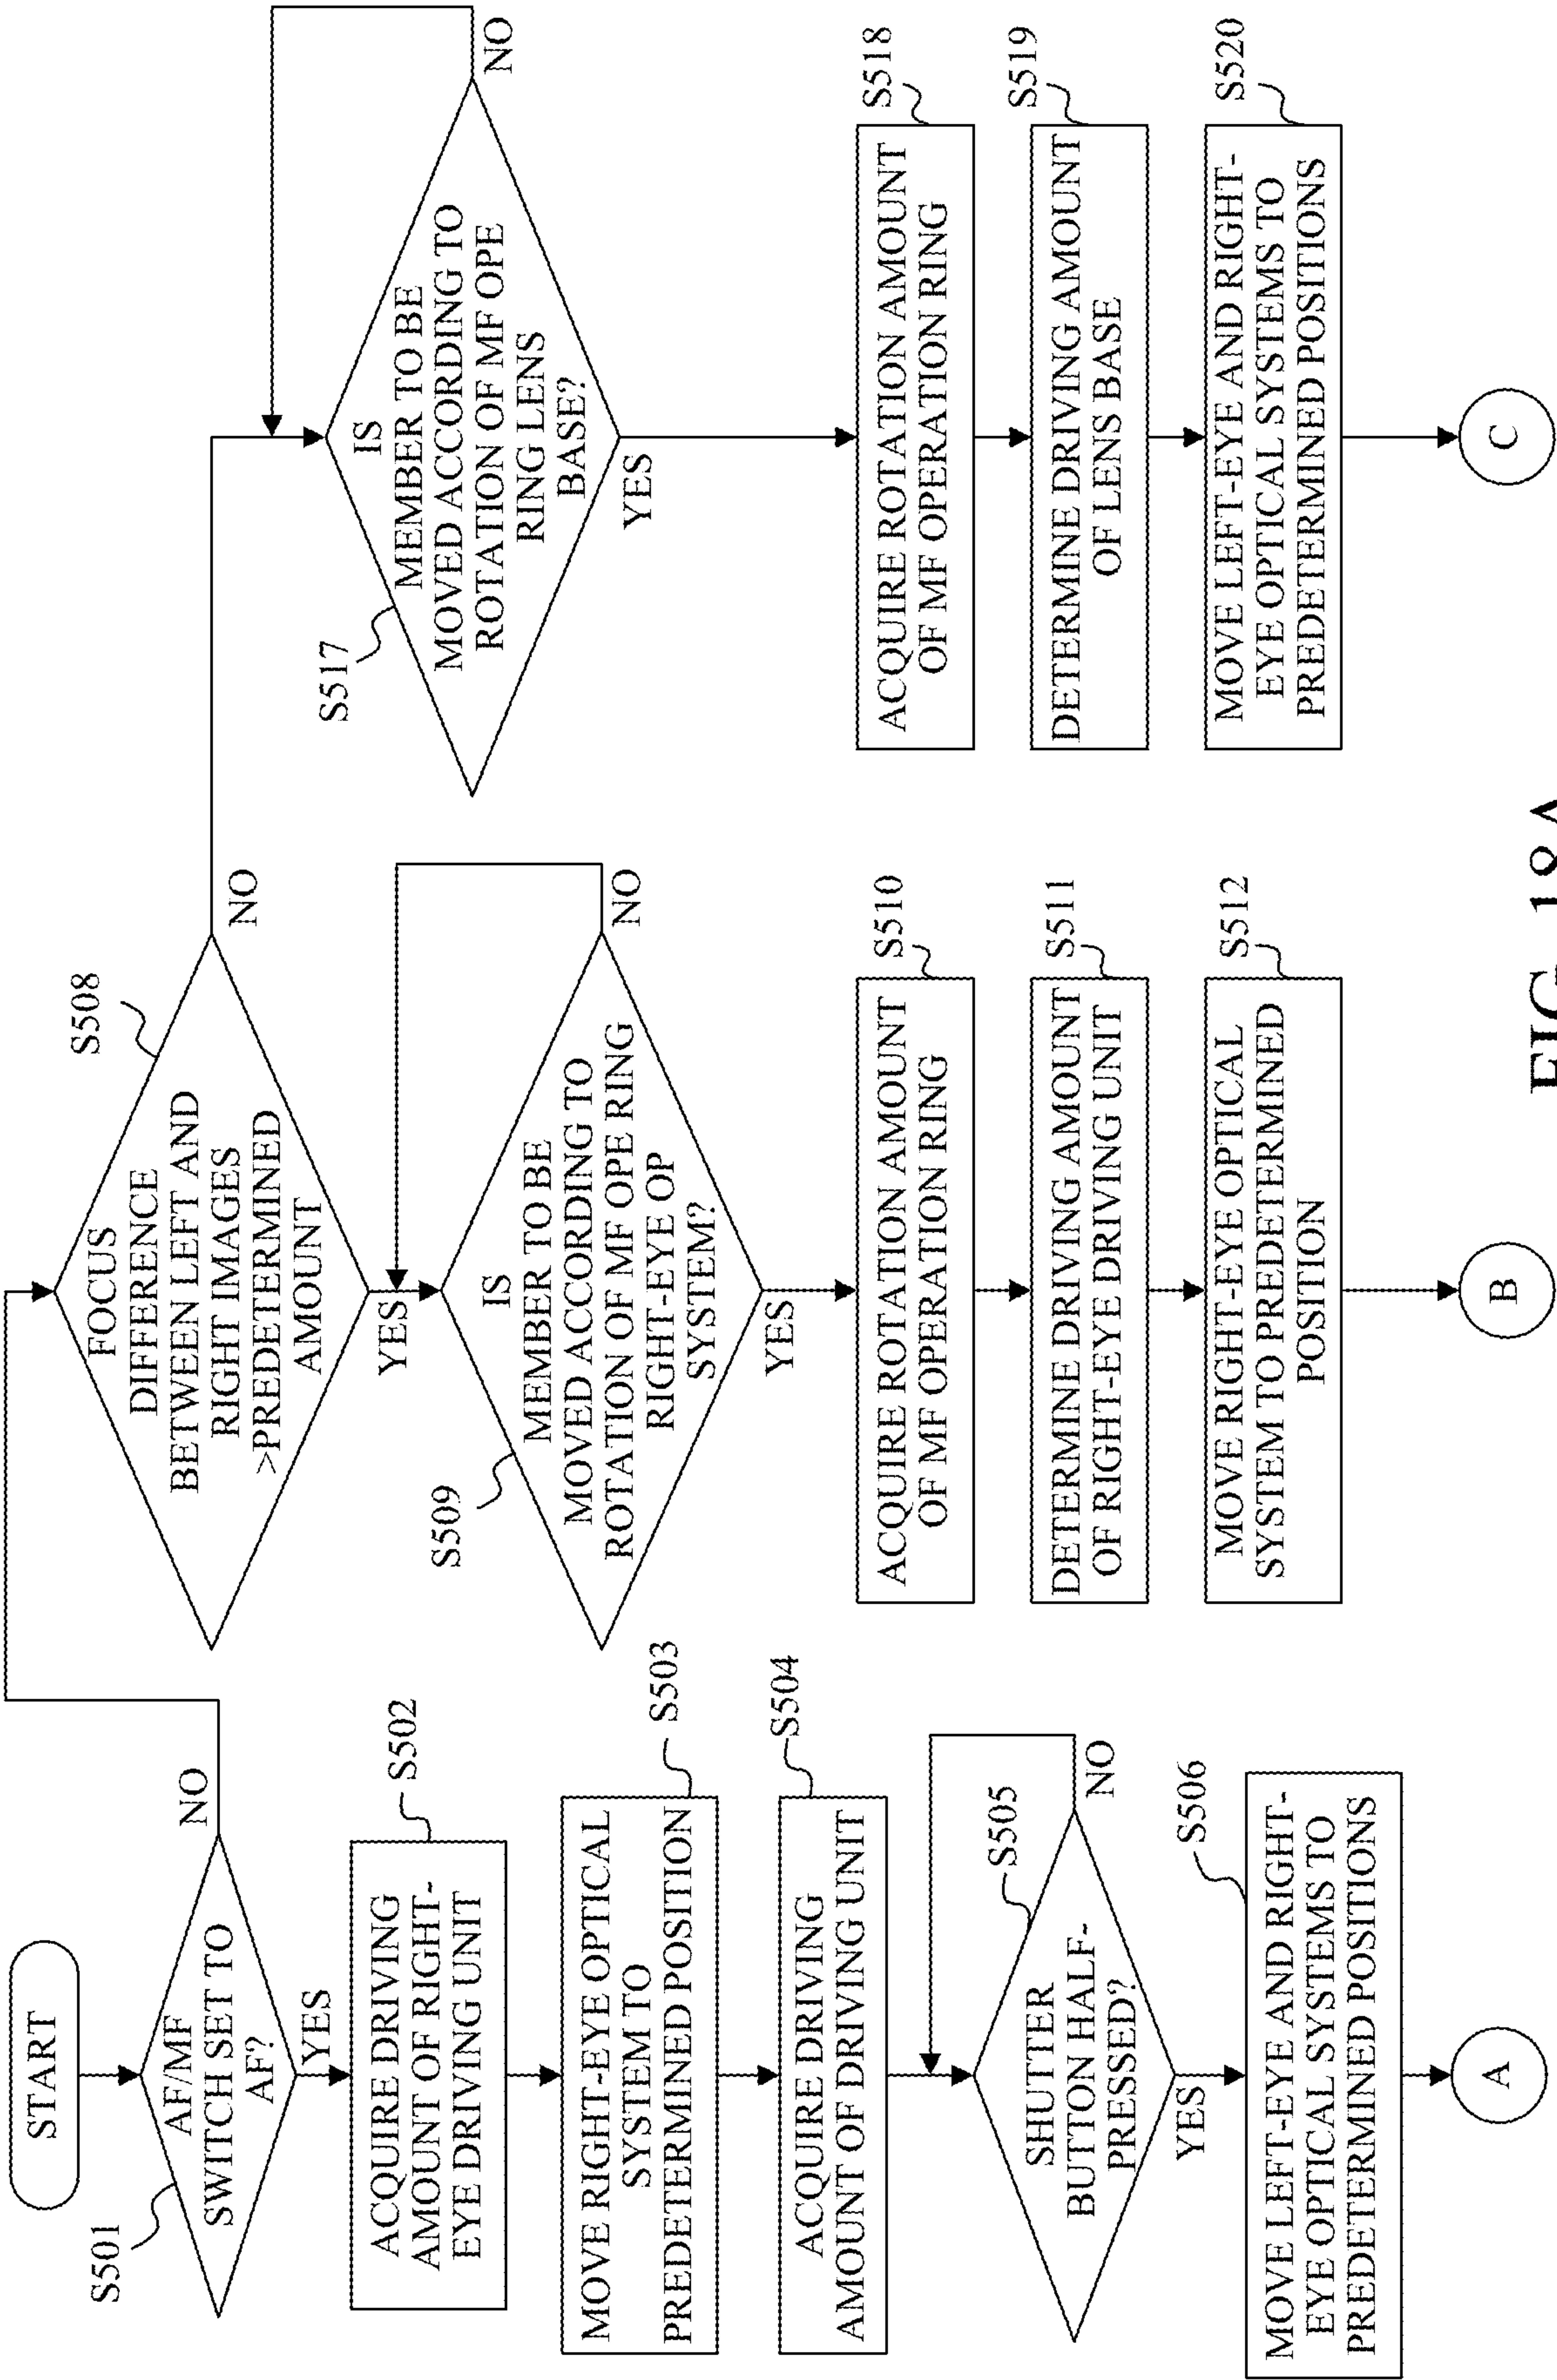 START
S501
AF/MF
SWITCH SET TO
AF?
NO
YES
S502
ACQUIRE DRIVING
AMOUNT OF RIGHT-
EYE DRIVING UNIT
S503
MOVE RIGHT-EYE OPTICAL
SYSTEM TO
PREDETERMINED POSITION
S504
ACQUIRE DRIVING
AMOUNT OF DRIVING UNIT
S505
SHUTTER
BUTTON HALF-
PRESSED?
NO
YES
S506
MOVE LEFT-EYE AND RIGHT-
EYE OPTICAL SYSTEMS TO
PREDETERMINED POSITIONS
A
S508
FOCUS
DIFFERENCE
BETWEEN LEFT AND
RIGHT IMAGES
>PREDETERMINED
AMOUNT
NO
YES
S509
IS
MEMBER TO BE
MOVED ACCORDING TO
ROTATION OF MF OPE RING
RIGHT-EYE OP
SYSTEM?
NO
YES
S510
ACQUIRE ROTATION AMOUNT
OF MF OPERATION RING
S511
DETERMINE DRIVING AMOUNT
OF RIGHT-EYE DRIVING UNIT
S512
MOVE RIGHT-EYE OPTICAL
SYSTEM TO PREDETERMINED
POSITION
B
S517
IS
MEMBER TO BE
MOVED ACCORDING TO
ROTATION OF MF OPE
RING LENS
BASE?
NO
YES
S518
ACQUIRE ROTATION AMOUNT
OF MF OPERATION RING
S519
DETERMINE DRIVING AMOUNT
OF LENS BASE
S520
MOVE LEFT-EYE AND RIGHT-
EYE OPTICAL SYSTEMS TO
PREDETERMINED POSITIONS
C
FIG. 18A